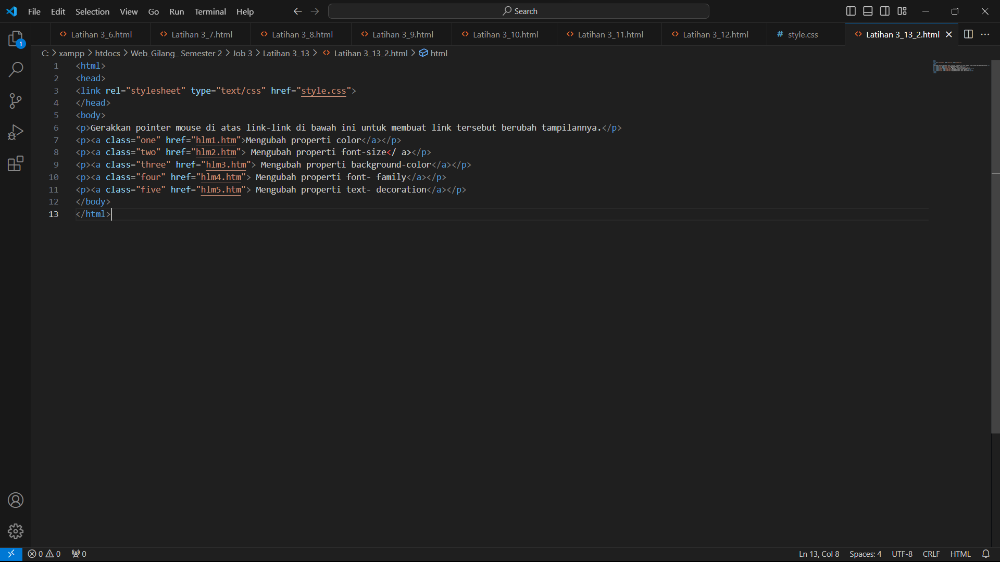 File Edit Selection View Go Run Terminal Help Search
Latihan 3_6.html Latihan 3_7.html Latihan 3_8.html Latihan 3_9.html Latihan 3_10.html Latihan 3_11.html Latihan 3_12.html # style.css Latihan 3_13_2.html
C: > xampp > htdocs > Web_Gilang_ Semester 2 > Job 3 > Latihan 3_13 > Latihan 3_13_2.html > html
1 <html>
2 <head>
3 <link rel="stylesheet" type="text/css" href="style.css">
4 </head>
5 <body>
6 <p>Gerakkan pointer mouse di atas link-link di bawah ini untuk membuat link tersebut berubah tampilannya.</p>
7 <p><a class="one" href="hlm1.htm">Mengubah properti color</a></p>
8 <p><a class="two" href="hlm2.htm"> Mengubah properti font-size</ a></p>
9 <p><a class="three" href="hlm3.htm"> Mengubah properti background-color</a></p>
10 <p><a class="four" href="hlm4.htm"> Mengubah properti font- family</a></p>
11 <p><a class="five" href="hlm5.htm"> Mengubah properti text- decoration</a></p>
12 </body>
13 </html>
1
0 0 0 Ln 13, Col 8 Spaces: 4 UTF-8 CRLF HTML